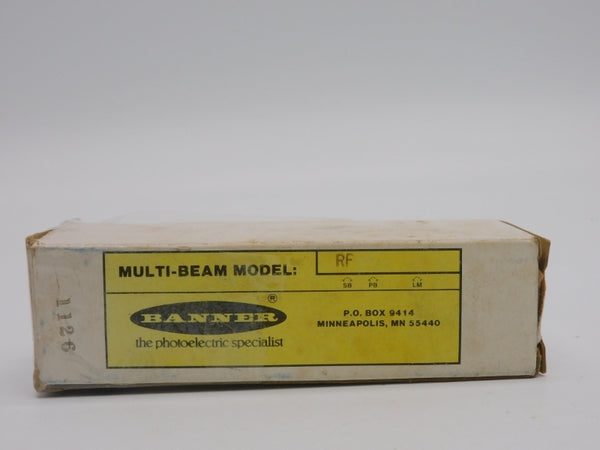 MULTI-BEAM MODEL: RF
SB PB LM
BANNER®
the photoelectric specialist
P.O. BOX 9414
MINNEAPOLIS, MN 55440
1126